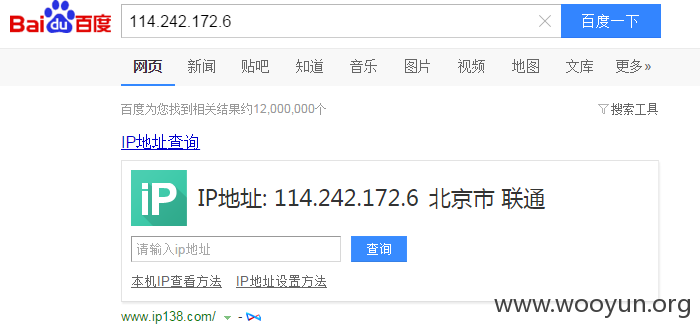 Bai du 百度
114.242.172.6
百度一下
网页 新闻 贴吧 知道 音乐 图片 视频 地图 文库 更多»
百度为您找到相关结果约12,000,000个
搜索工具
IP地址查询
iP
IP地址: 114.242.172.6 北京市 联通
请输入ip地址
查询
本机IP查看方法 IP地址设置方法
www.ip138.com/ -
www.wooyun.org